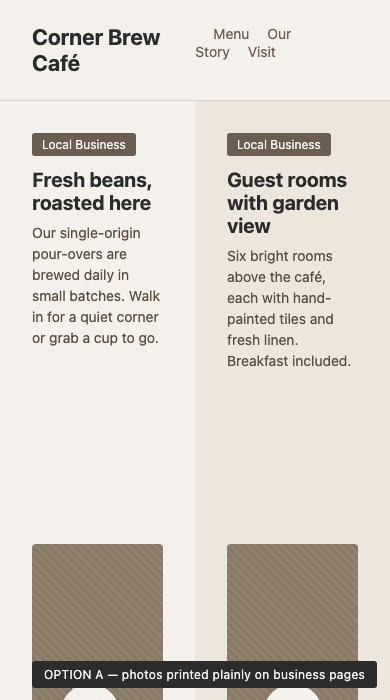 Corner Brew
Café
Menu Our
Story Visit
Local Business
Fresh beans,
roasted here
Our single-origin
pour-overs are
brewed daily in
small batches. Walk
in for a quiet corner
or grab a cup to go.
Local Business
Guest rooms
with garden
view
Six bright rooms
above the café,
each with hand-
painted tiles and
fresh linen.
Breakfast included.
OPTION A — photos printed plainly on business pages